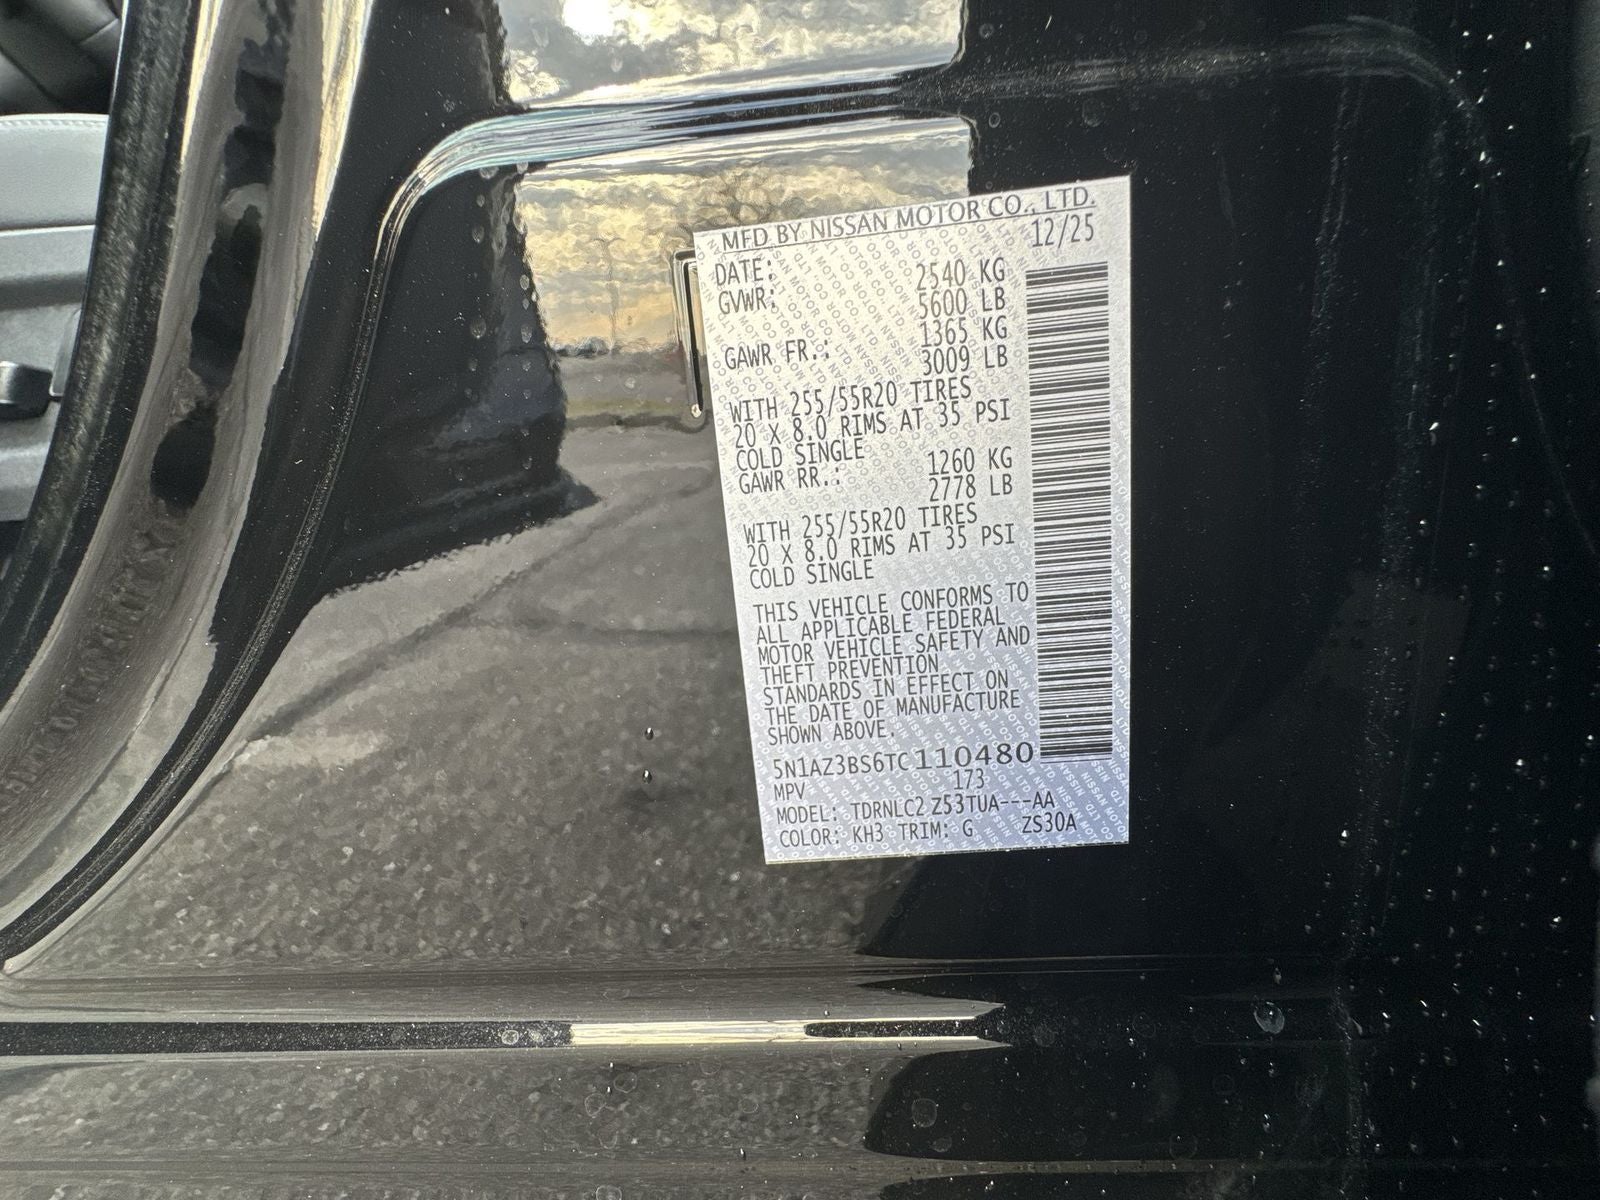 MFD BY NISSAN MOTOR CO., LTD.
DATE: 12/25
GVWR: 2540 KG
5600 LB
GAWR FR.: 1365 KG
3009 LB
WITH 255/55R20 TIRES
20 X 8.0 RIMS AT 35 PSI
COLD SINGLE
GAWR RR.: 1260 KG
2778 LB
WITH 255/55R20 TIRES
20 X 8.0 RIMS AT 35 PSI
COLD SINGLE
THIS VEHICLE CONFORMS TO
ALL APPLICABLE FEDERAL
MOTOR VEHICLE SAFETY AND
THEFT PREVENTION
STANDARDS IN EFFECT ON
THE DATE OF MANUFACTURE
SHOWN ABOVE.
5N1AZ3BS6TC110480
MPV 173
MODEL: TDRNLC2 Z53TUA---AA
COLOR: KH3 TRIM: G ZS30A